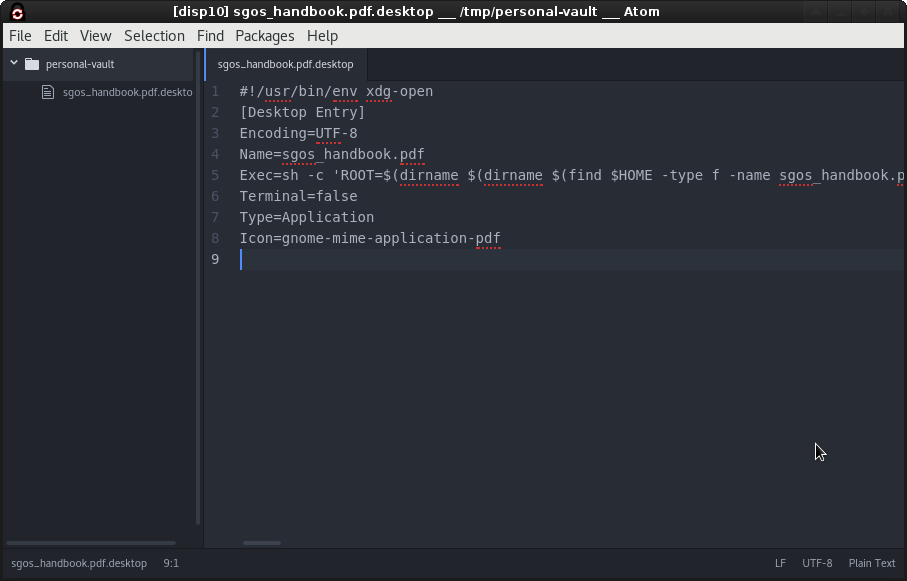 [disp10] sgos_handbook.pdf.desktop ___ /tmp/personal-vault ___ Atom
File Edit View Selection Find Packages Help
personal-vault
sgos_handbook.pdf.deskto
sgos_handbook.pdf.desktop
1 #!/usr/bin/env xdg-open
2 [Desktop Entry]
3 Encoding=UTF-8
4 Name=sgos_handbook.pdf
5 Exec=sh -c 'ROOT=$(dirname $(dirname $(find $HOME -type f -name sgos_handbook.p
6 Terminal=false
7 Type=Application
8 Icon=gnome-mime-application-pdf
9
sgos_handbook.pdf.desktop 9:1 LF UTF-8 Plain Text